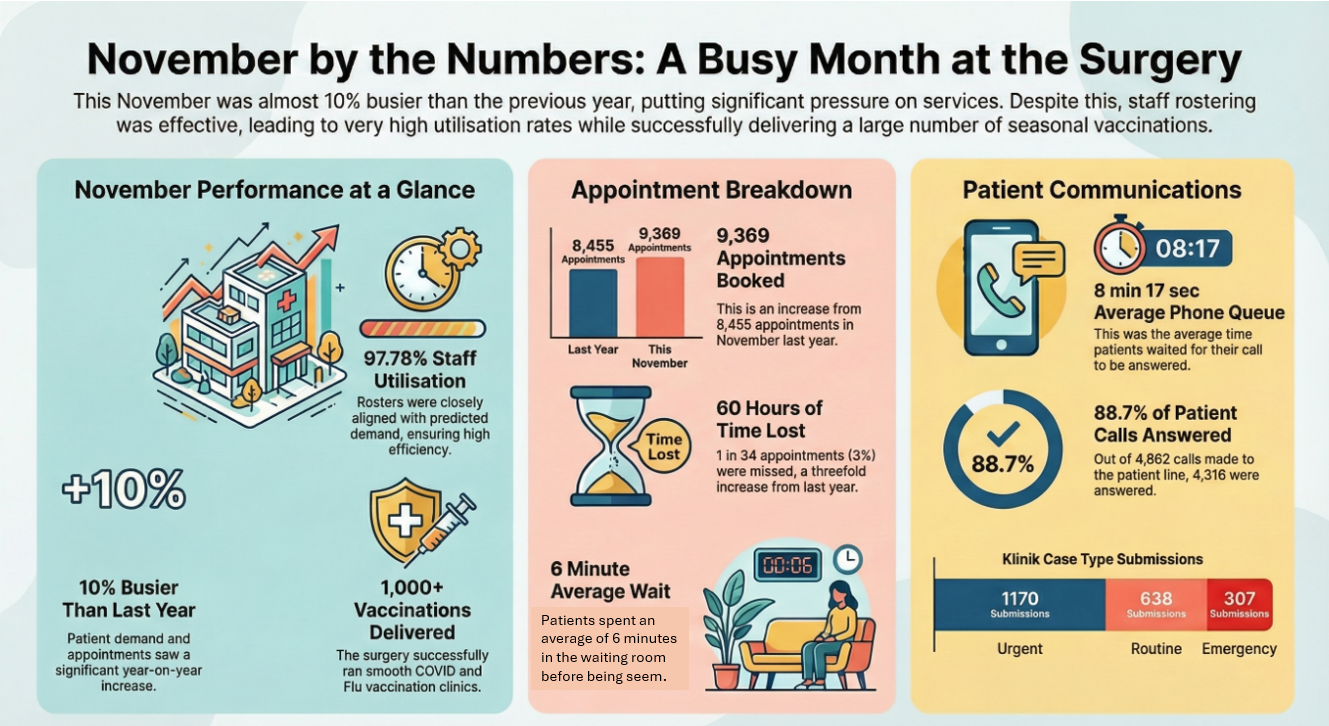 November by the Numbers: A Busy Month at the Surgery
This November was almost 10% busier than the previous year, putting significant pressure on services. Despite this, staff rostering
was effective, leading to very high utilisation rates while successfully delivering a large number of seasonal vaccinations.
November Performance at a Glance
97.78% Staff
Utilisation
Rosters were closely
aligned with predicted
demand, ensuring high
efficiency.
+10%
10% Busier
Than Last Year
Patient demand and
appointments saw a
significant year-on-year
increase.
1,000+
Vaccinations
Delivered
The surgery successfully
ran smooth COVID and
Flu vaccination clinics.
Appointment Breakdown
8,455
Appointments
9,369
Appointments
Last Year
This
November
9,369
Appointments
Booked
This is an increase from
8,455 appointments in
November last year.
Time
Lost
60 Hours of
Time Lost
1 in 34 appointments (3%)
were missed, a threefold
increase from last year.
6 Minute
Average Wait
Patients spent an
average of 6 minutes
in the waiting room
before being seem.
00:06
Patient Communications
08:17
8 min 17 sec
Average Phone Queue
This was the average time
patients waited for their call
to be answered.
88.7%
88.7% of Patient
Calls Answered
Out of 4,862 calls made to
the patient line, 4,316 were
answered.
Klinik Case Type Submissions
1170
Submissions
638
Submissions
307
Submissions
Urgent
Routine
Emergency